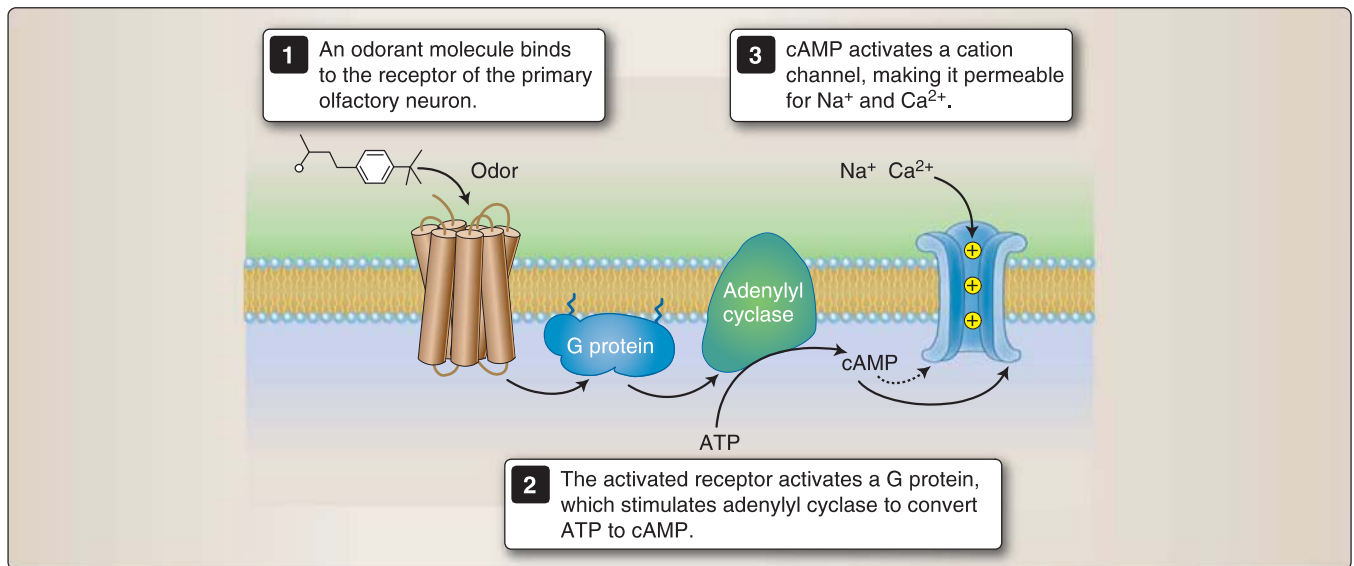 1
An odorant molecule binds
to the receptor of the primary
olfactory neuron.
3
cAMP activates a cation
channel, making it permeable
for Na⁺ and Ca²⁺.
Odor
Na⁺ Ca²⁺
+
+
+
Adenylyl
cyclase
G protein
cAMP
ATP
2
The activated receptor activates a G protein,
which stimulates adenylyl cyclase to convert
ATP to cAMP.